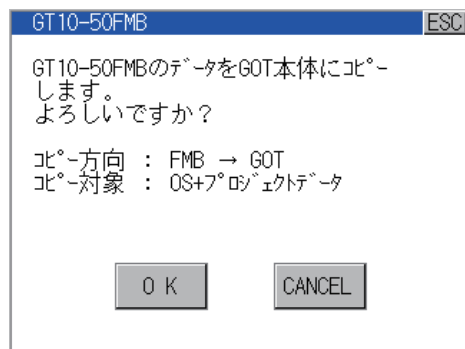 GT10-50FMB ESC
GT10-50FMBのﾃﾞｰﾀをGOT本体にｺﾋﾟｰ
します。
よろしいですか？
ｺﾋﾟｰ方向 : FMB → GOT
ｺﾋﾟｰ対象 : OS+ﾌﾟﾛｼﾞｪｸﾄﾃﾞｰﾀ
O K CANCEL